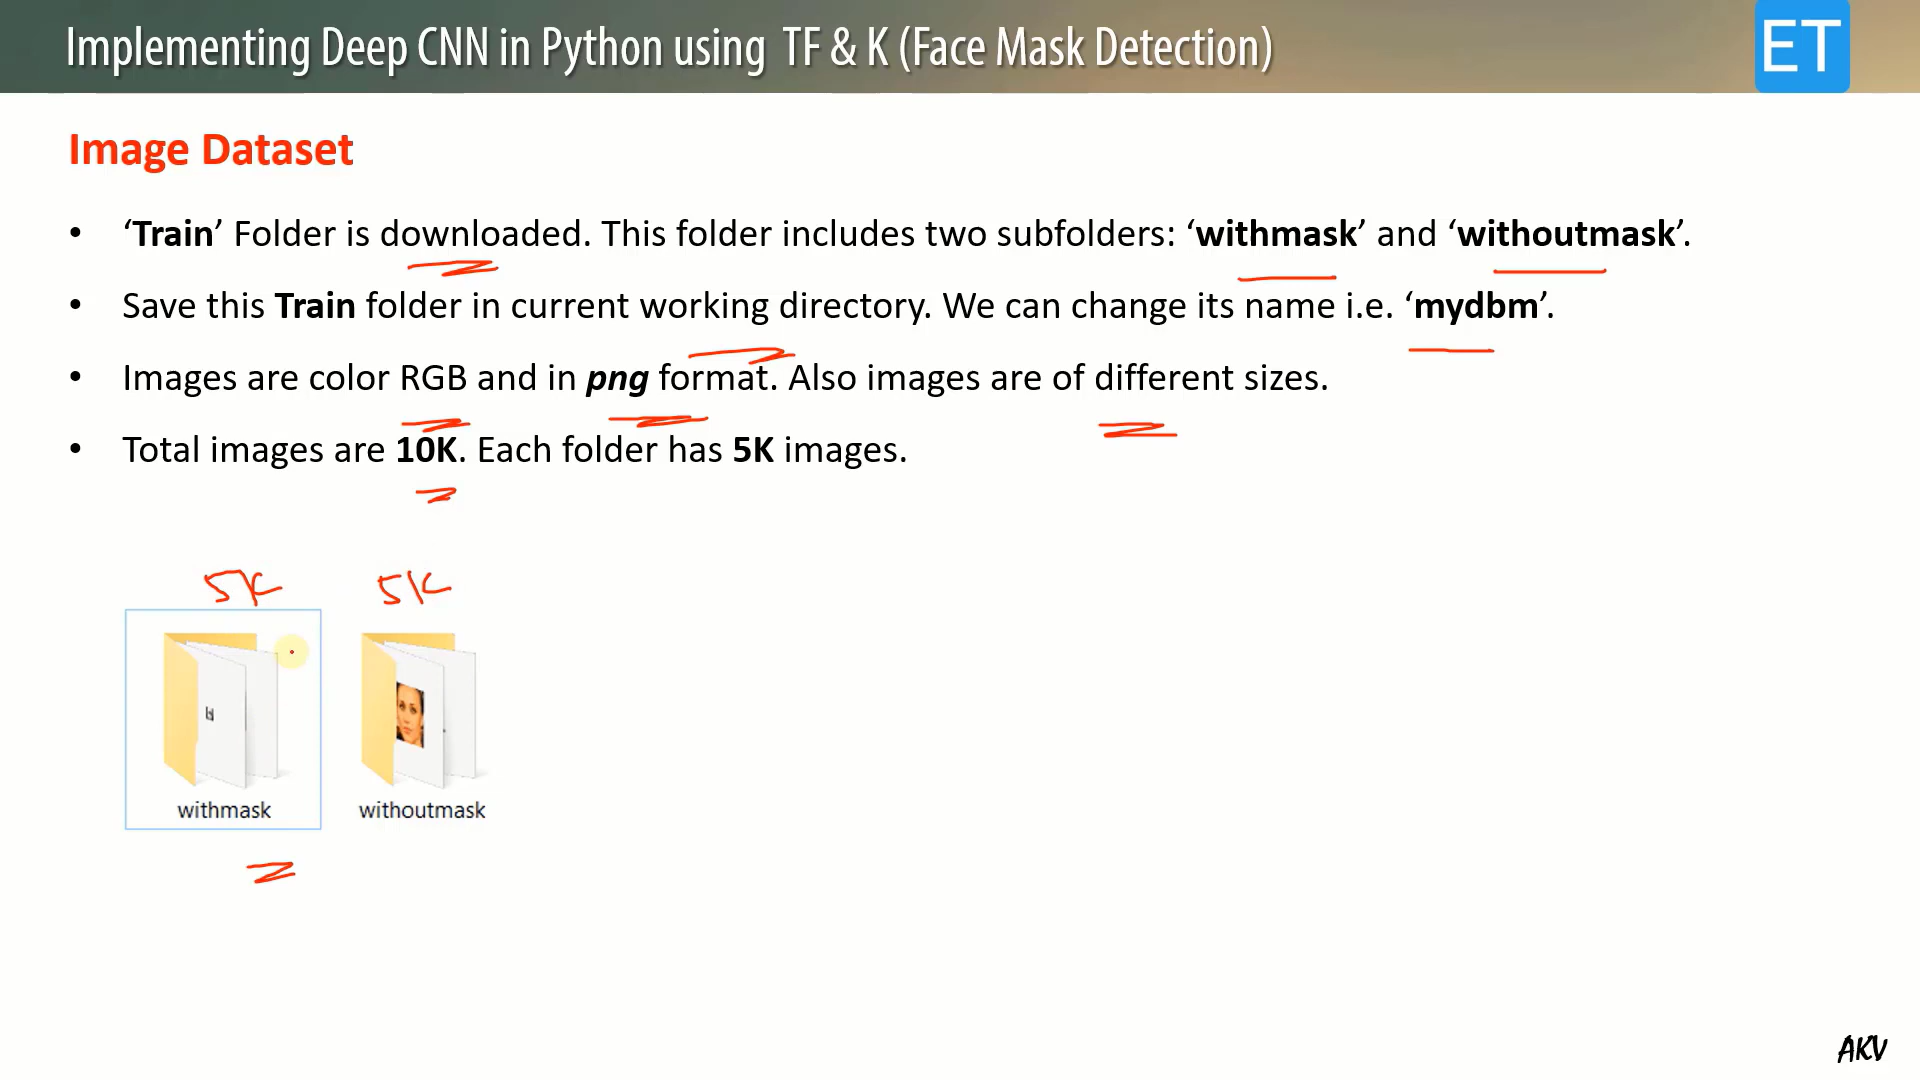 Implementing Deep CNN in Python using TF & K (Face Mask Detection)
ET
Image Dataset
• ‘Train’ Folder is downloaded. This folder includes two subfolders: ‘withmask’ and ‘withoutmask’.
• Save this Train folder in current working directory. We can change its name i.e. ‘mydbm’.
• Images are color RGB and in png format. Also images are of different sizes.
• Total images are 10K. Each folder has 5K images.
5K 5K
withmask withoutmask
AKV